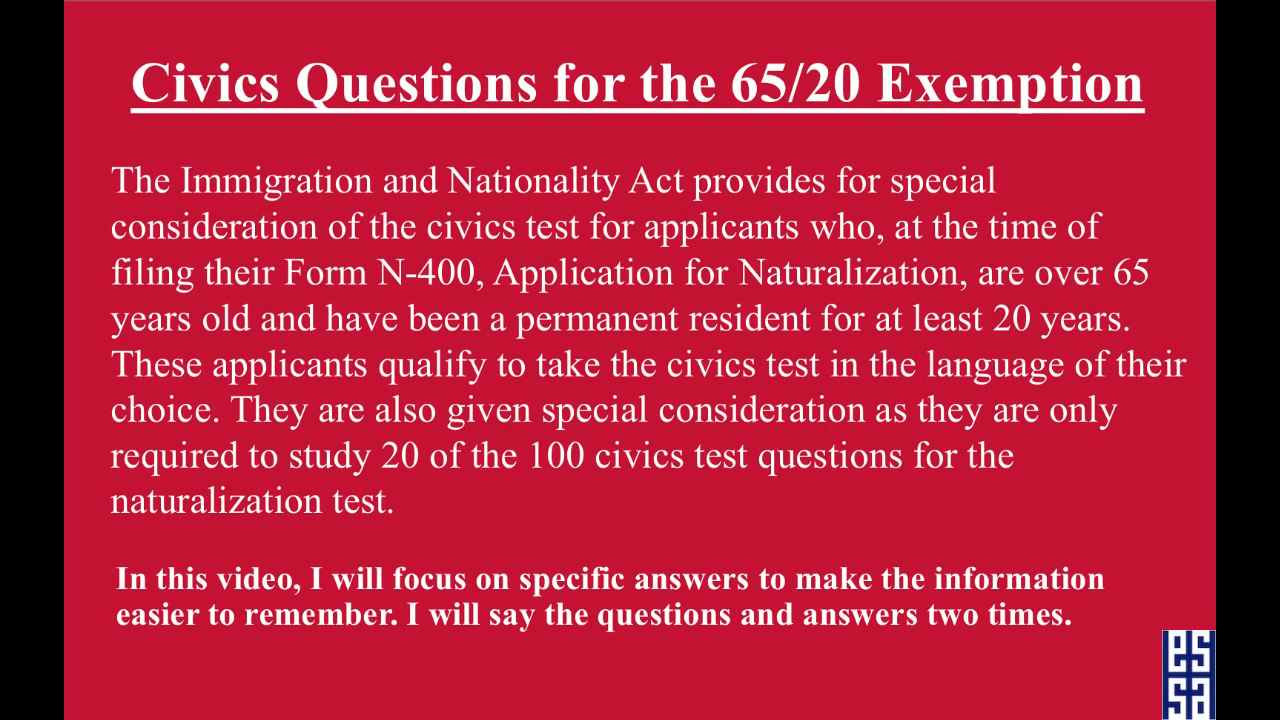 Civics Questions for the 65/20 Exemption
The Immigration and Nationality Act provides for special
consideration of the civics test for applicants who, at the time of
filing their Form N-400, Application for Naturalization, are over 65
years old and have been a permanent resident for at least 20 years.
These applicants qualify to take the civics test in the language of their
choice. They are also given special consideration as they are only
required to study 20 of the 100 civics test questions for the
naturalization test.
In this video, I will focus on specific answers to make the information
easier to remember. I will say the questions and answers two times.